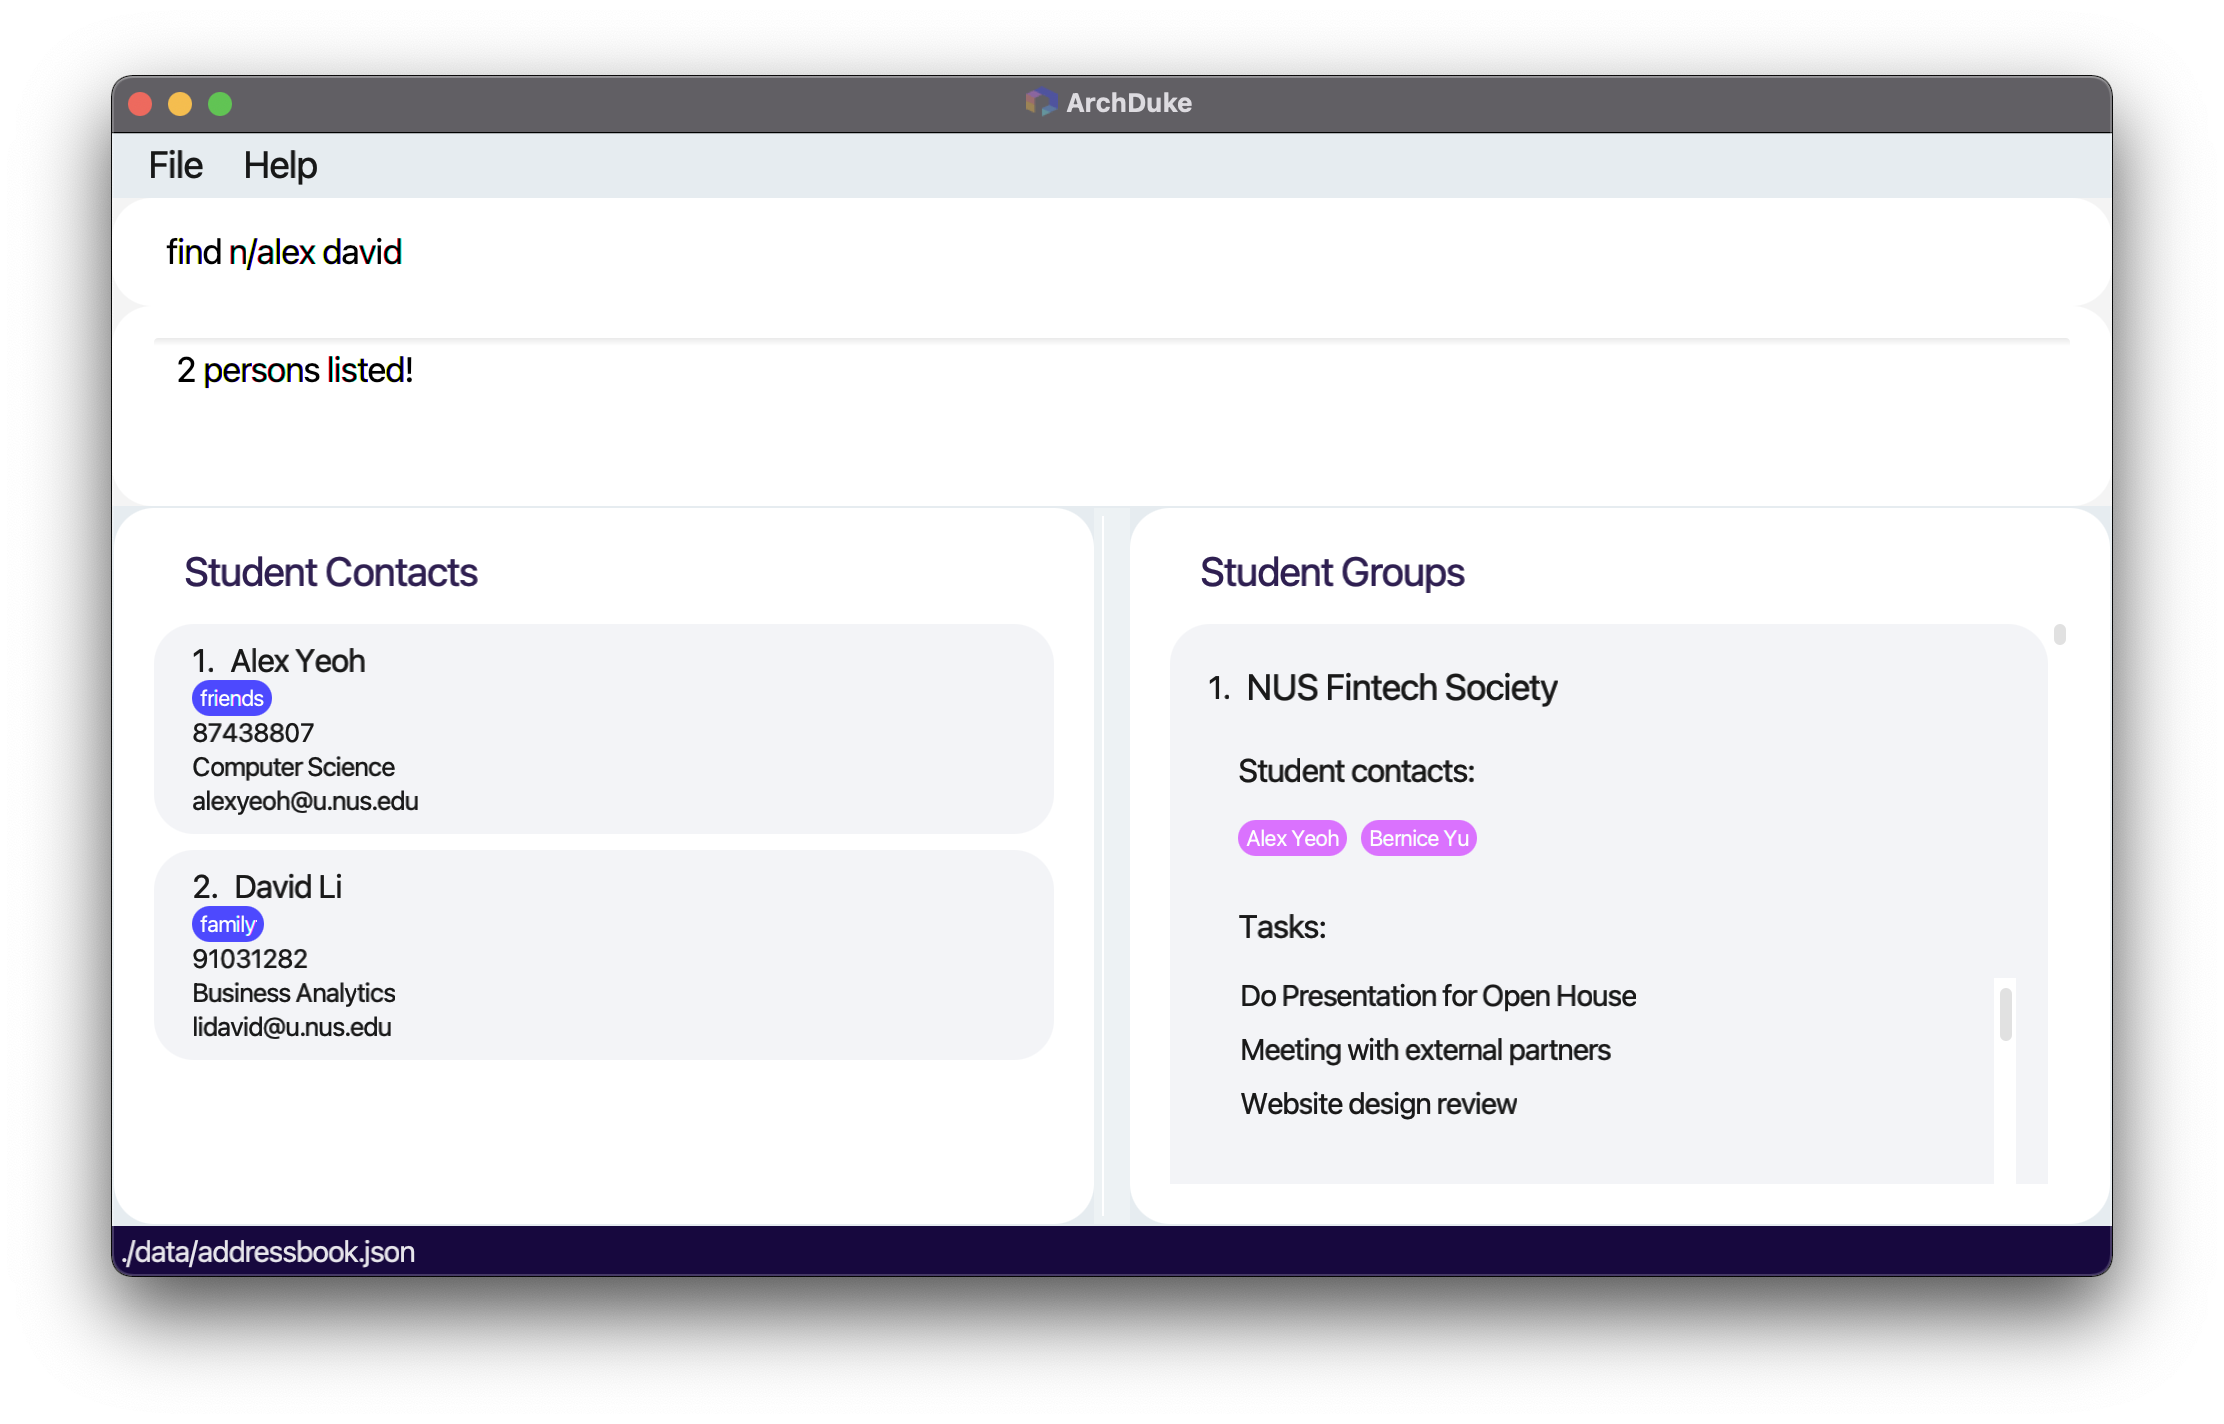 ArchDuke
File Help
find n/alex david
2 persons listed!
Student Contacts
1. Alex Yeoh
friends
87438807
Computer Science
alexyeoh@u.nus.edu
2. David Li
family
91031282
Business Analytics
lidavid@u.nus.edu
Student Groups
1. NUS Fintech Society
Student contacts:
Alex Yeoh Bernice Yu
Tasks:
Do Presentation for Open House
Meeting with external partners
Website design review
./data/addressbook.json